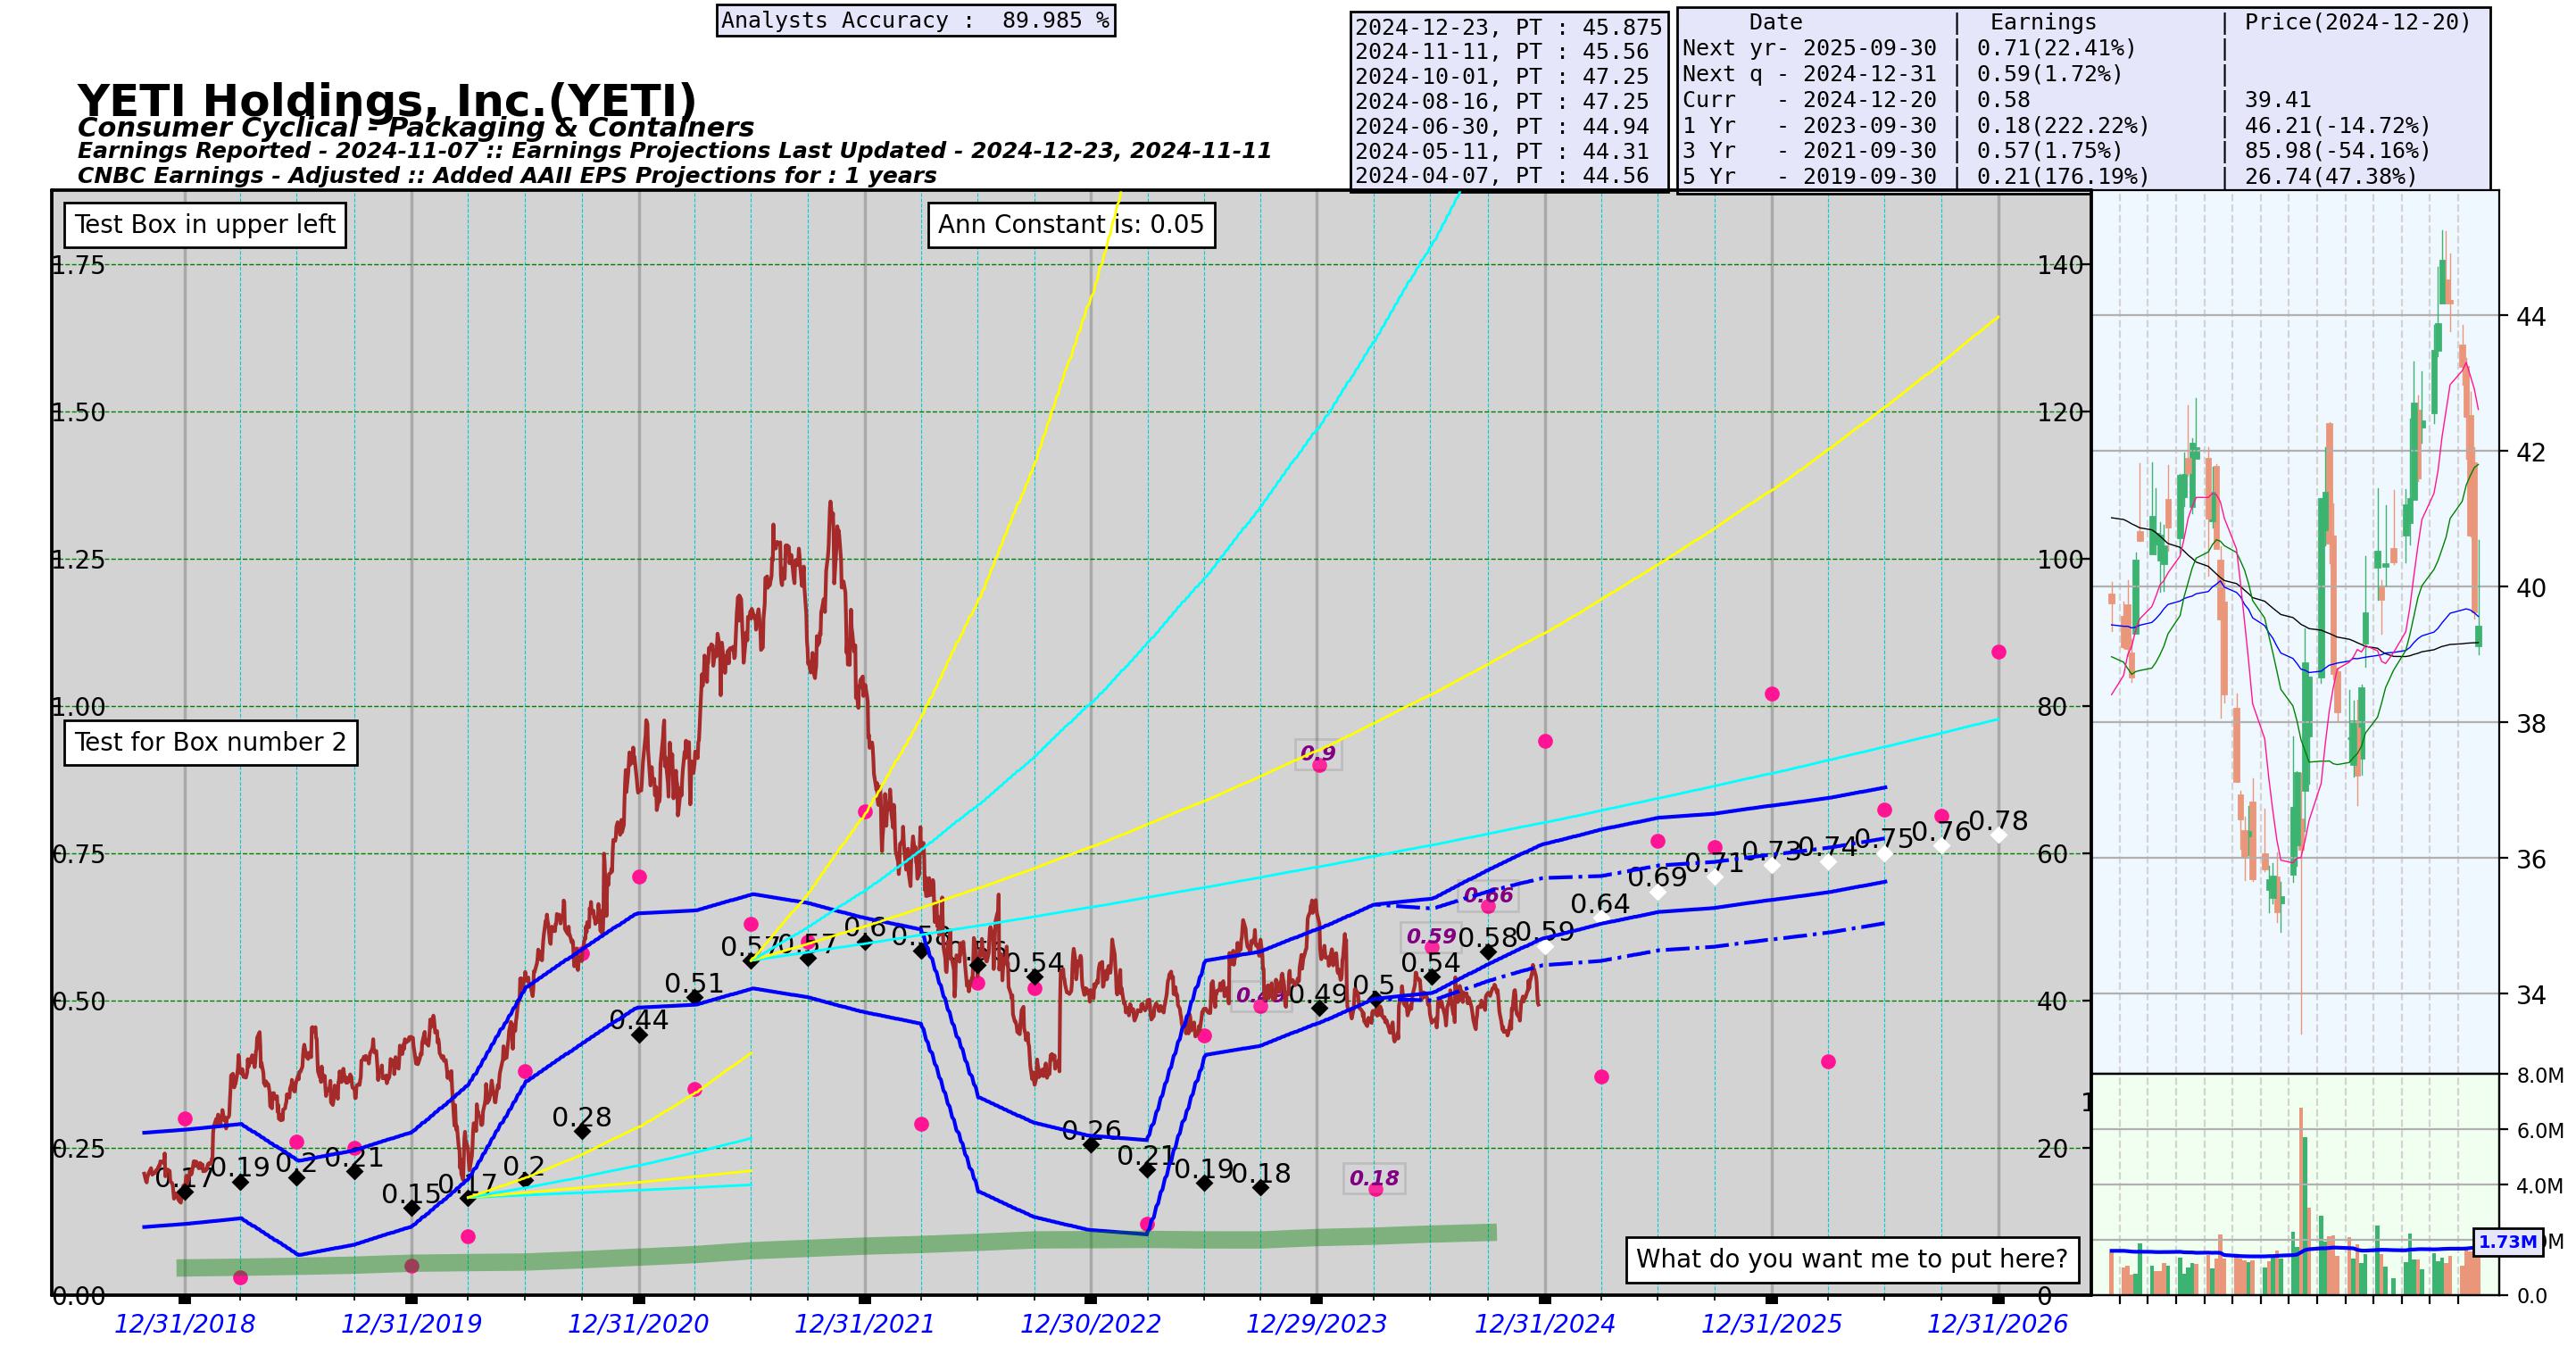 Analysts Accuracy :  89.985 %
2024-12-23, PT : 45.875
2024-11-11, PT : 45.56
2024-10-01, PT : 47.25
2024-08-16, PT : 47.25
2024-06-30, PT : 44.94
2024-05-11, PT : 44.31
2024-04-07, PT : 44.56
Date | Earnings | Price(2024-12-20)
Next yr- 2025-09-30 | 0.71(22.41%) |
Next q - 2024-12-31 | 0.59(1.72%) |
Curr   - 2024-12-20 | 0.58 | 39.41
1 Yr   - 2023-09-30 | 0.18(222.22%) | 46.21(-14.72%)
3 Yr   - 2021-09-30 | 0.57(1.75%) | 85.98(-54.16%)
5 Yr   - 2019-09-30 | 0.21(176.19%) | 26.74(47.38%)
YETI Holdings, Inc.(YETI)
Consumer Cyclical - Packaging & Containers
Earnings Reported - 2024-11-07 :: Earnings Projections Last Updated - 2024-12-23, 2024-11-11
CNBC Earnings - Adjusted :: Added AAII EPS Projections for : 1 years
Test Box in upper left
Ann Constant is: 0.05
Test for Box number 2
What do you want me to put here?
1.75
1.50
1.25
1.00
0.75
0.50
0.25
0.00
140
120
100
80
60
40
20
0
44
42
40
38
36
34
8.0M
6.0M
4.0M
1.73M
0.0
0.17
0.19
0.2
0.21
0.15
0.17
0.2
0.28
0.44
0.51
0.57
0.57
0.6
0.58
0.56
0.54
0.26
0.21
0.19
0.18
0.49
0.5
0.54
0.58
0.59
0.64
0.69
0.71
0.73
0.74
0.75
0.76
0.78
0.49
0.9
0.18
0.59
0.66
12/31/2018
12/31/2019
12/31/2020
12/31/2021
12/30/2022
12/29/2023
12/31/2024
12/31/2025
12/31/2026